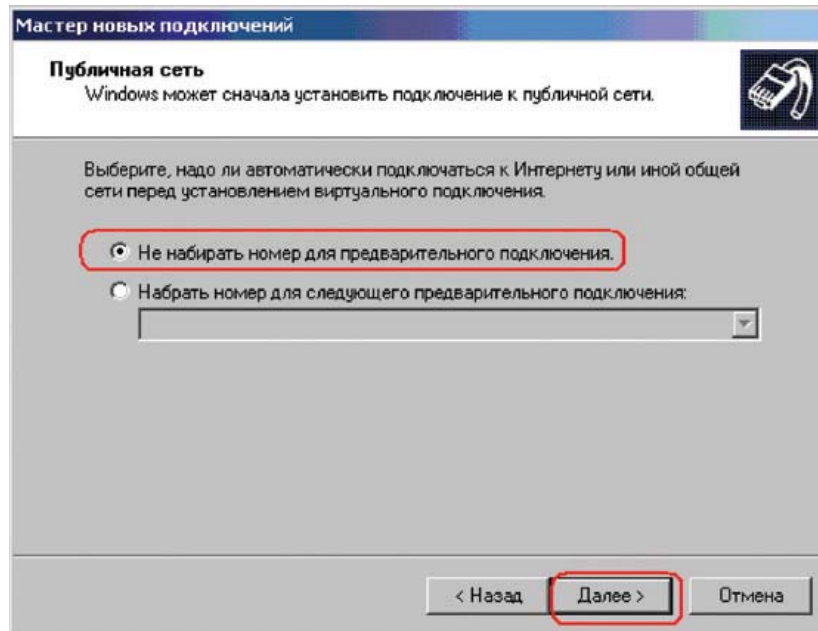 Мастер новых подключений
Публичная сеть
Windows может сначала установить подключение к публичной сети.
Выберите, надо ли автоматически подключаться к Интернету или иной общей
сети перед установлением виртуального подключения.
Не набирать номер для предварительного подключения.
Набрать номер для следующего предварительного подключения:
< Назад
Далее >
Отмена